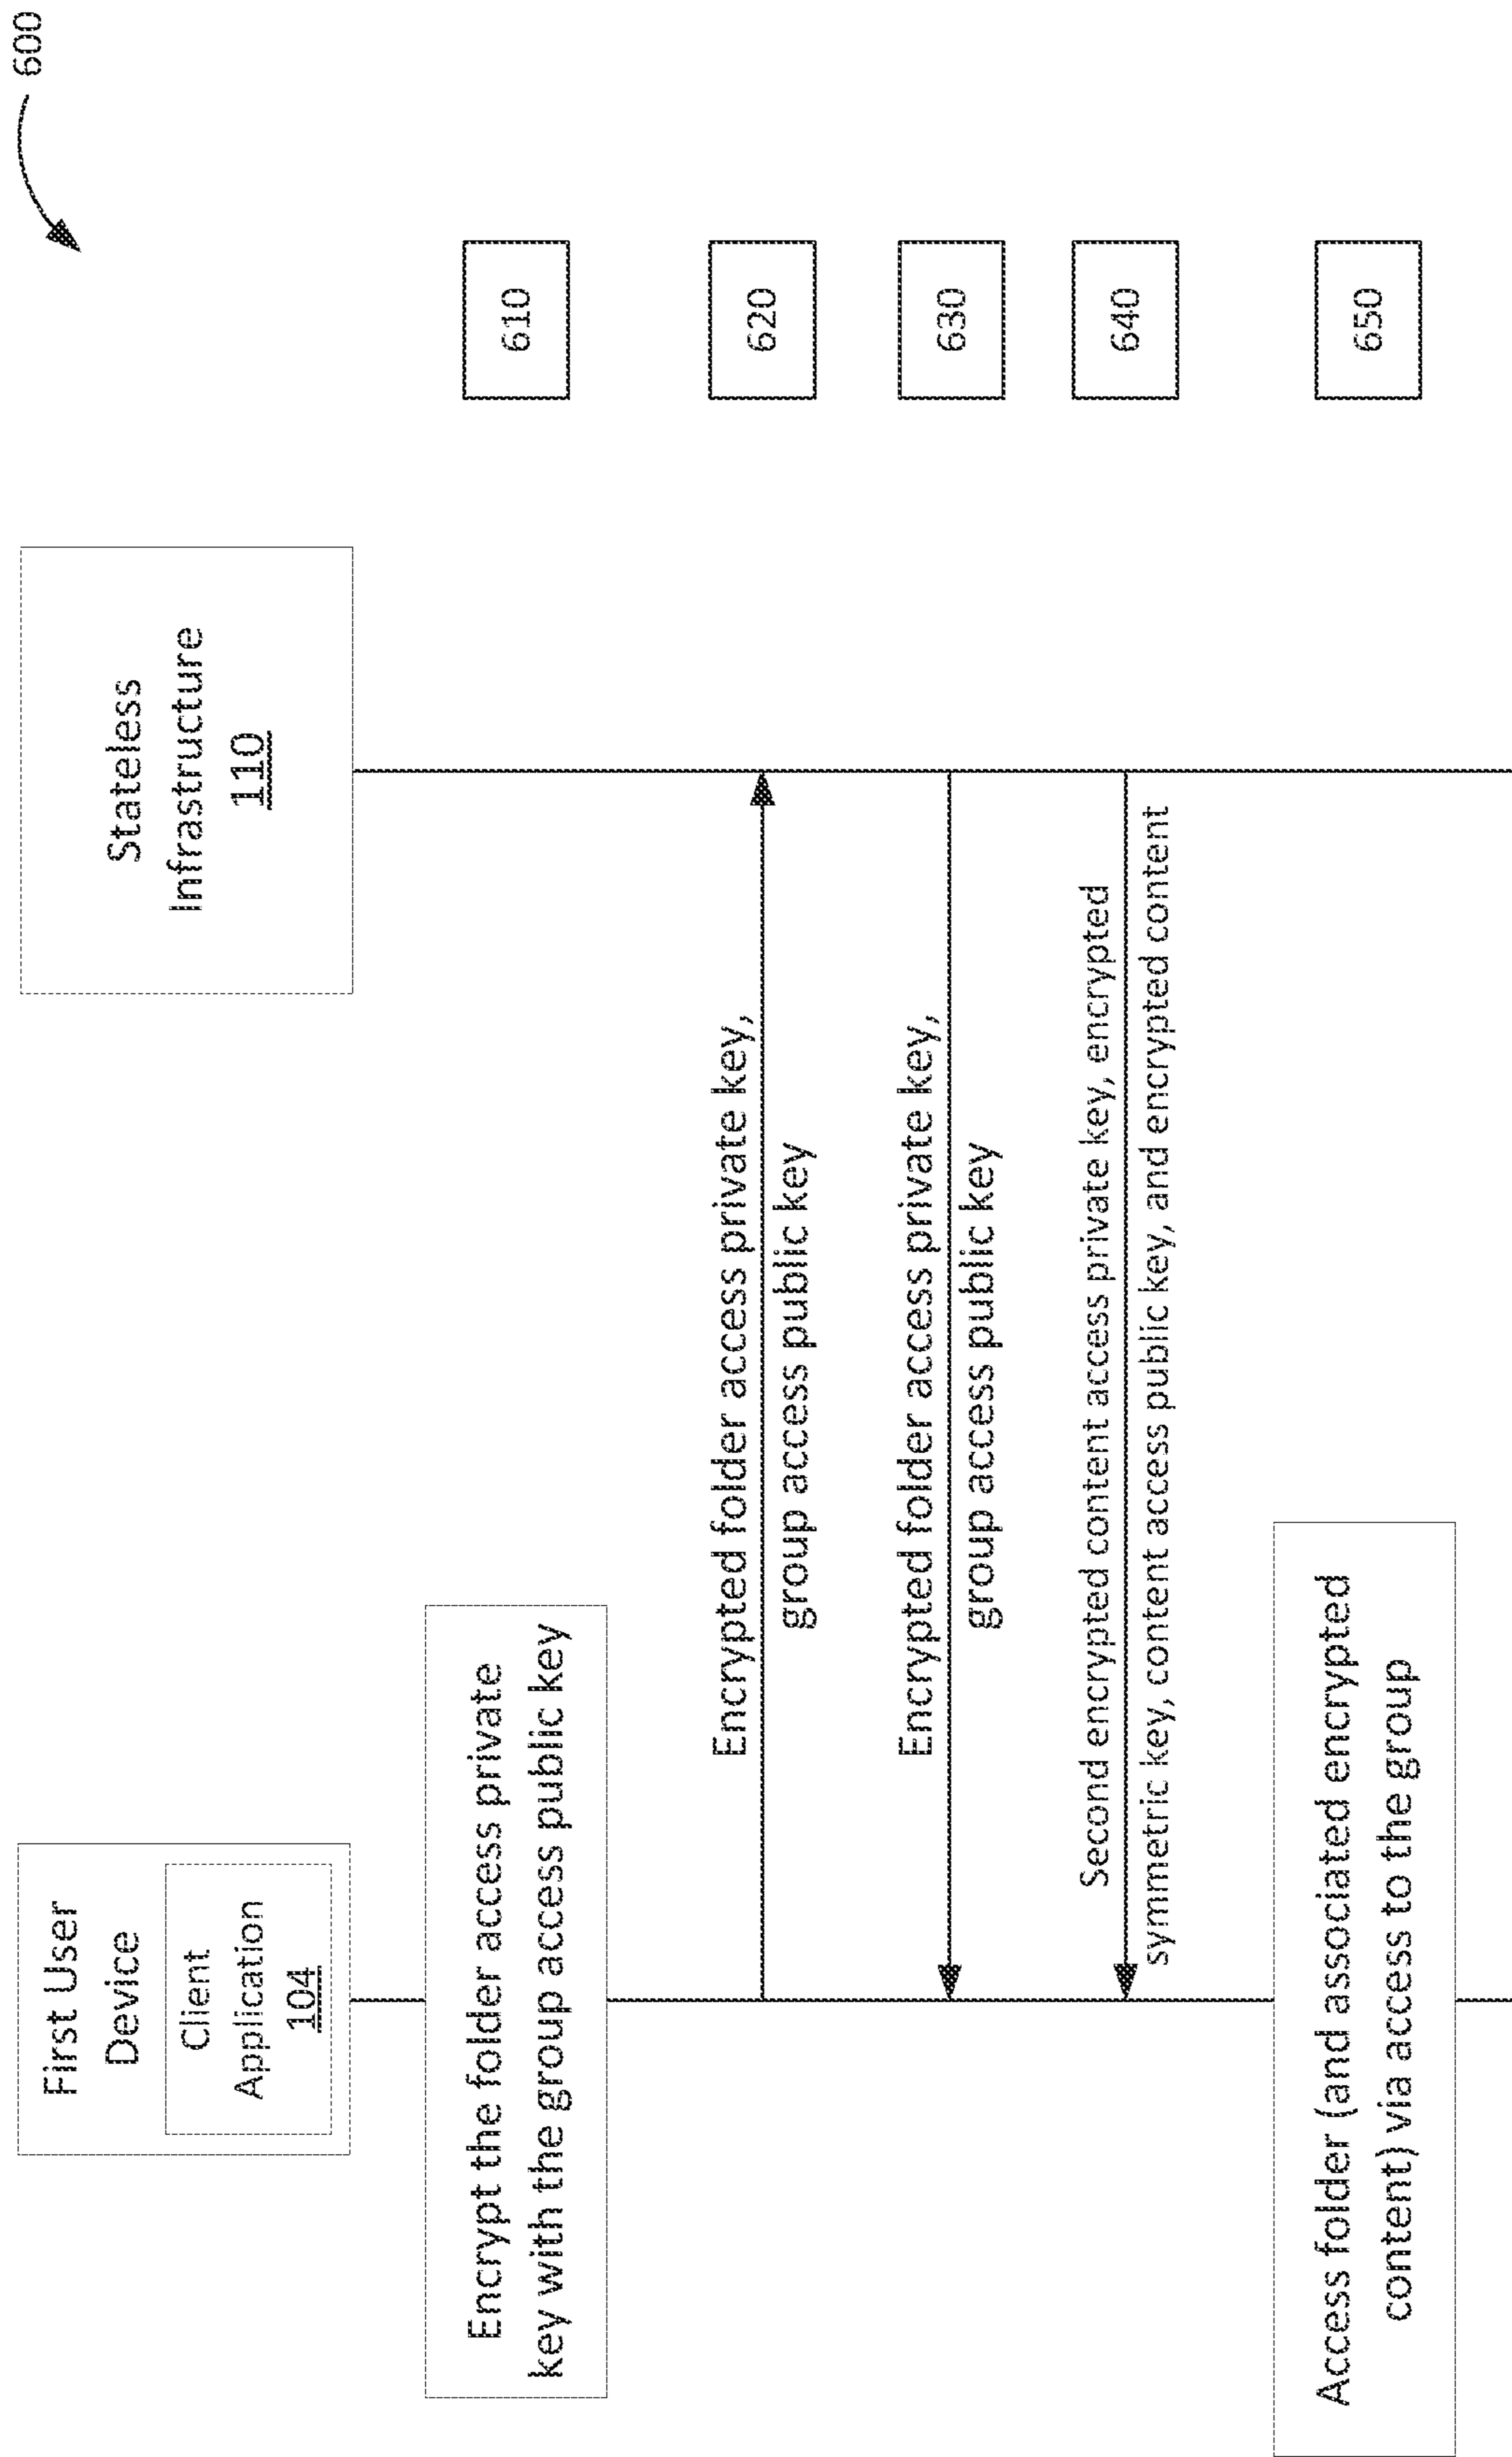 600
First User
Device
Client
Application
104
Stateless
Infrastructure
110
Encrypt the folder access private
key with the group access public key
610
Encrypted folder access private key,
group access public key
620
Encrypted folder access private key,
group access public key
630
Second encrypted content access private key, encrypted
symmetric key, content access public key, and encrypted content
640
Access folder (and associated encrypted
content) via access to the group
650